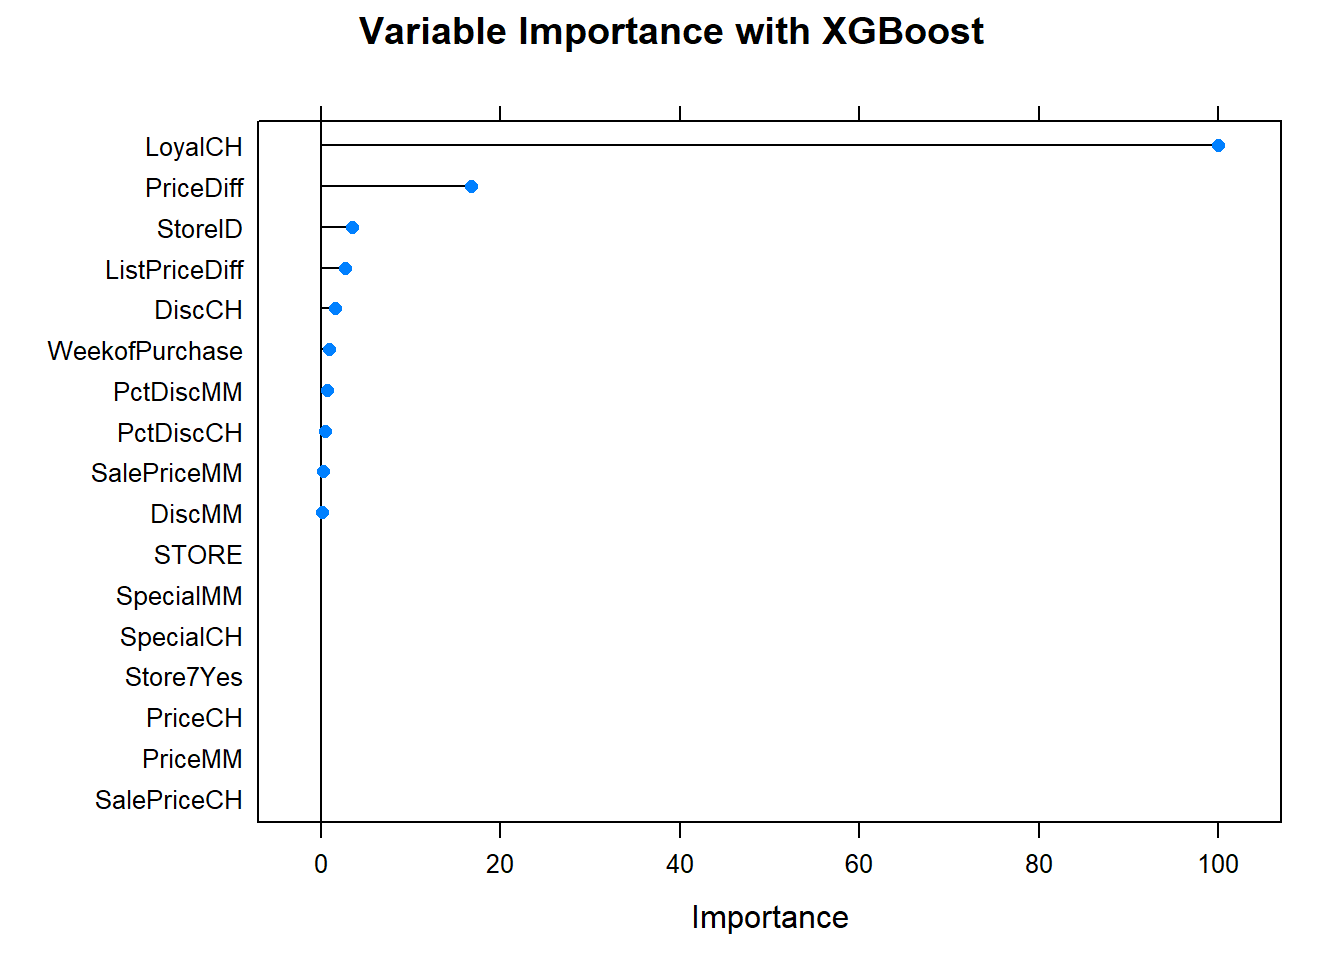 Variable Importance with XGBoost
LoyalCH
PriceDiff
StoreID
ListPriceDiff
DiscCH
WeekofPurchase
PctDiscMM
PctDiscCH
SalePriceMM
DiscMM
STORE
SpecialMM
SpecialCH
Store7Yes
PriceCH
PriceMM
SalePriceCH
0 20 40 60 80 100
Importance